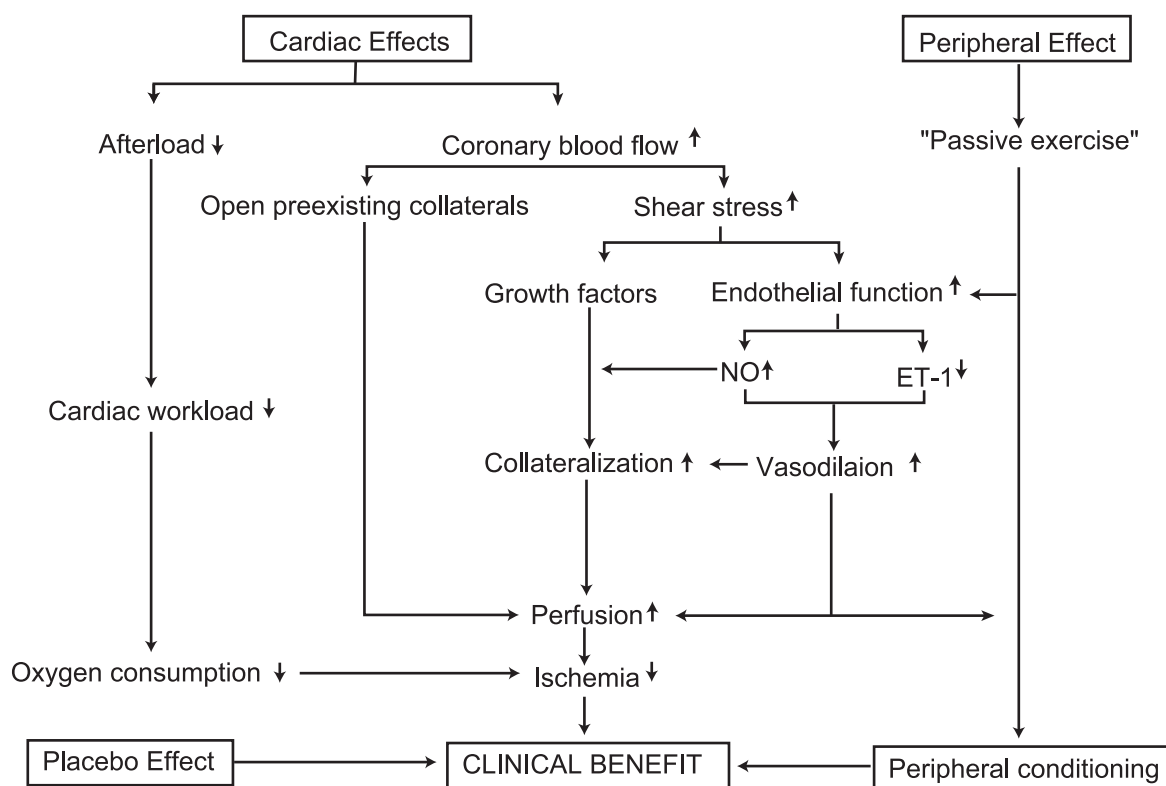 Cardiac Effects
Peripheral Effect
Afterload ↓
Coronary blood flow ↑
"Passive exercise"
Open preexisting collaterals
Shear stress ↑
Growth factors
Endothelial function ↑
NO ↑
ET-1 ↓
Cardiac workload ↓
Collateralization ↑
Vasodilaion ↑
Perfusion ↑
Oxygen consumption ↓
Ischemia ↓
Placebo Effect
CLINICAL BENEFIT
Peripheral conditioning